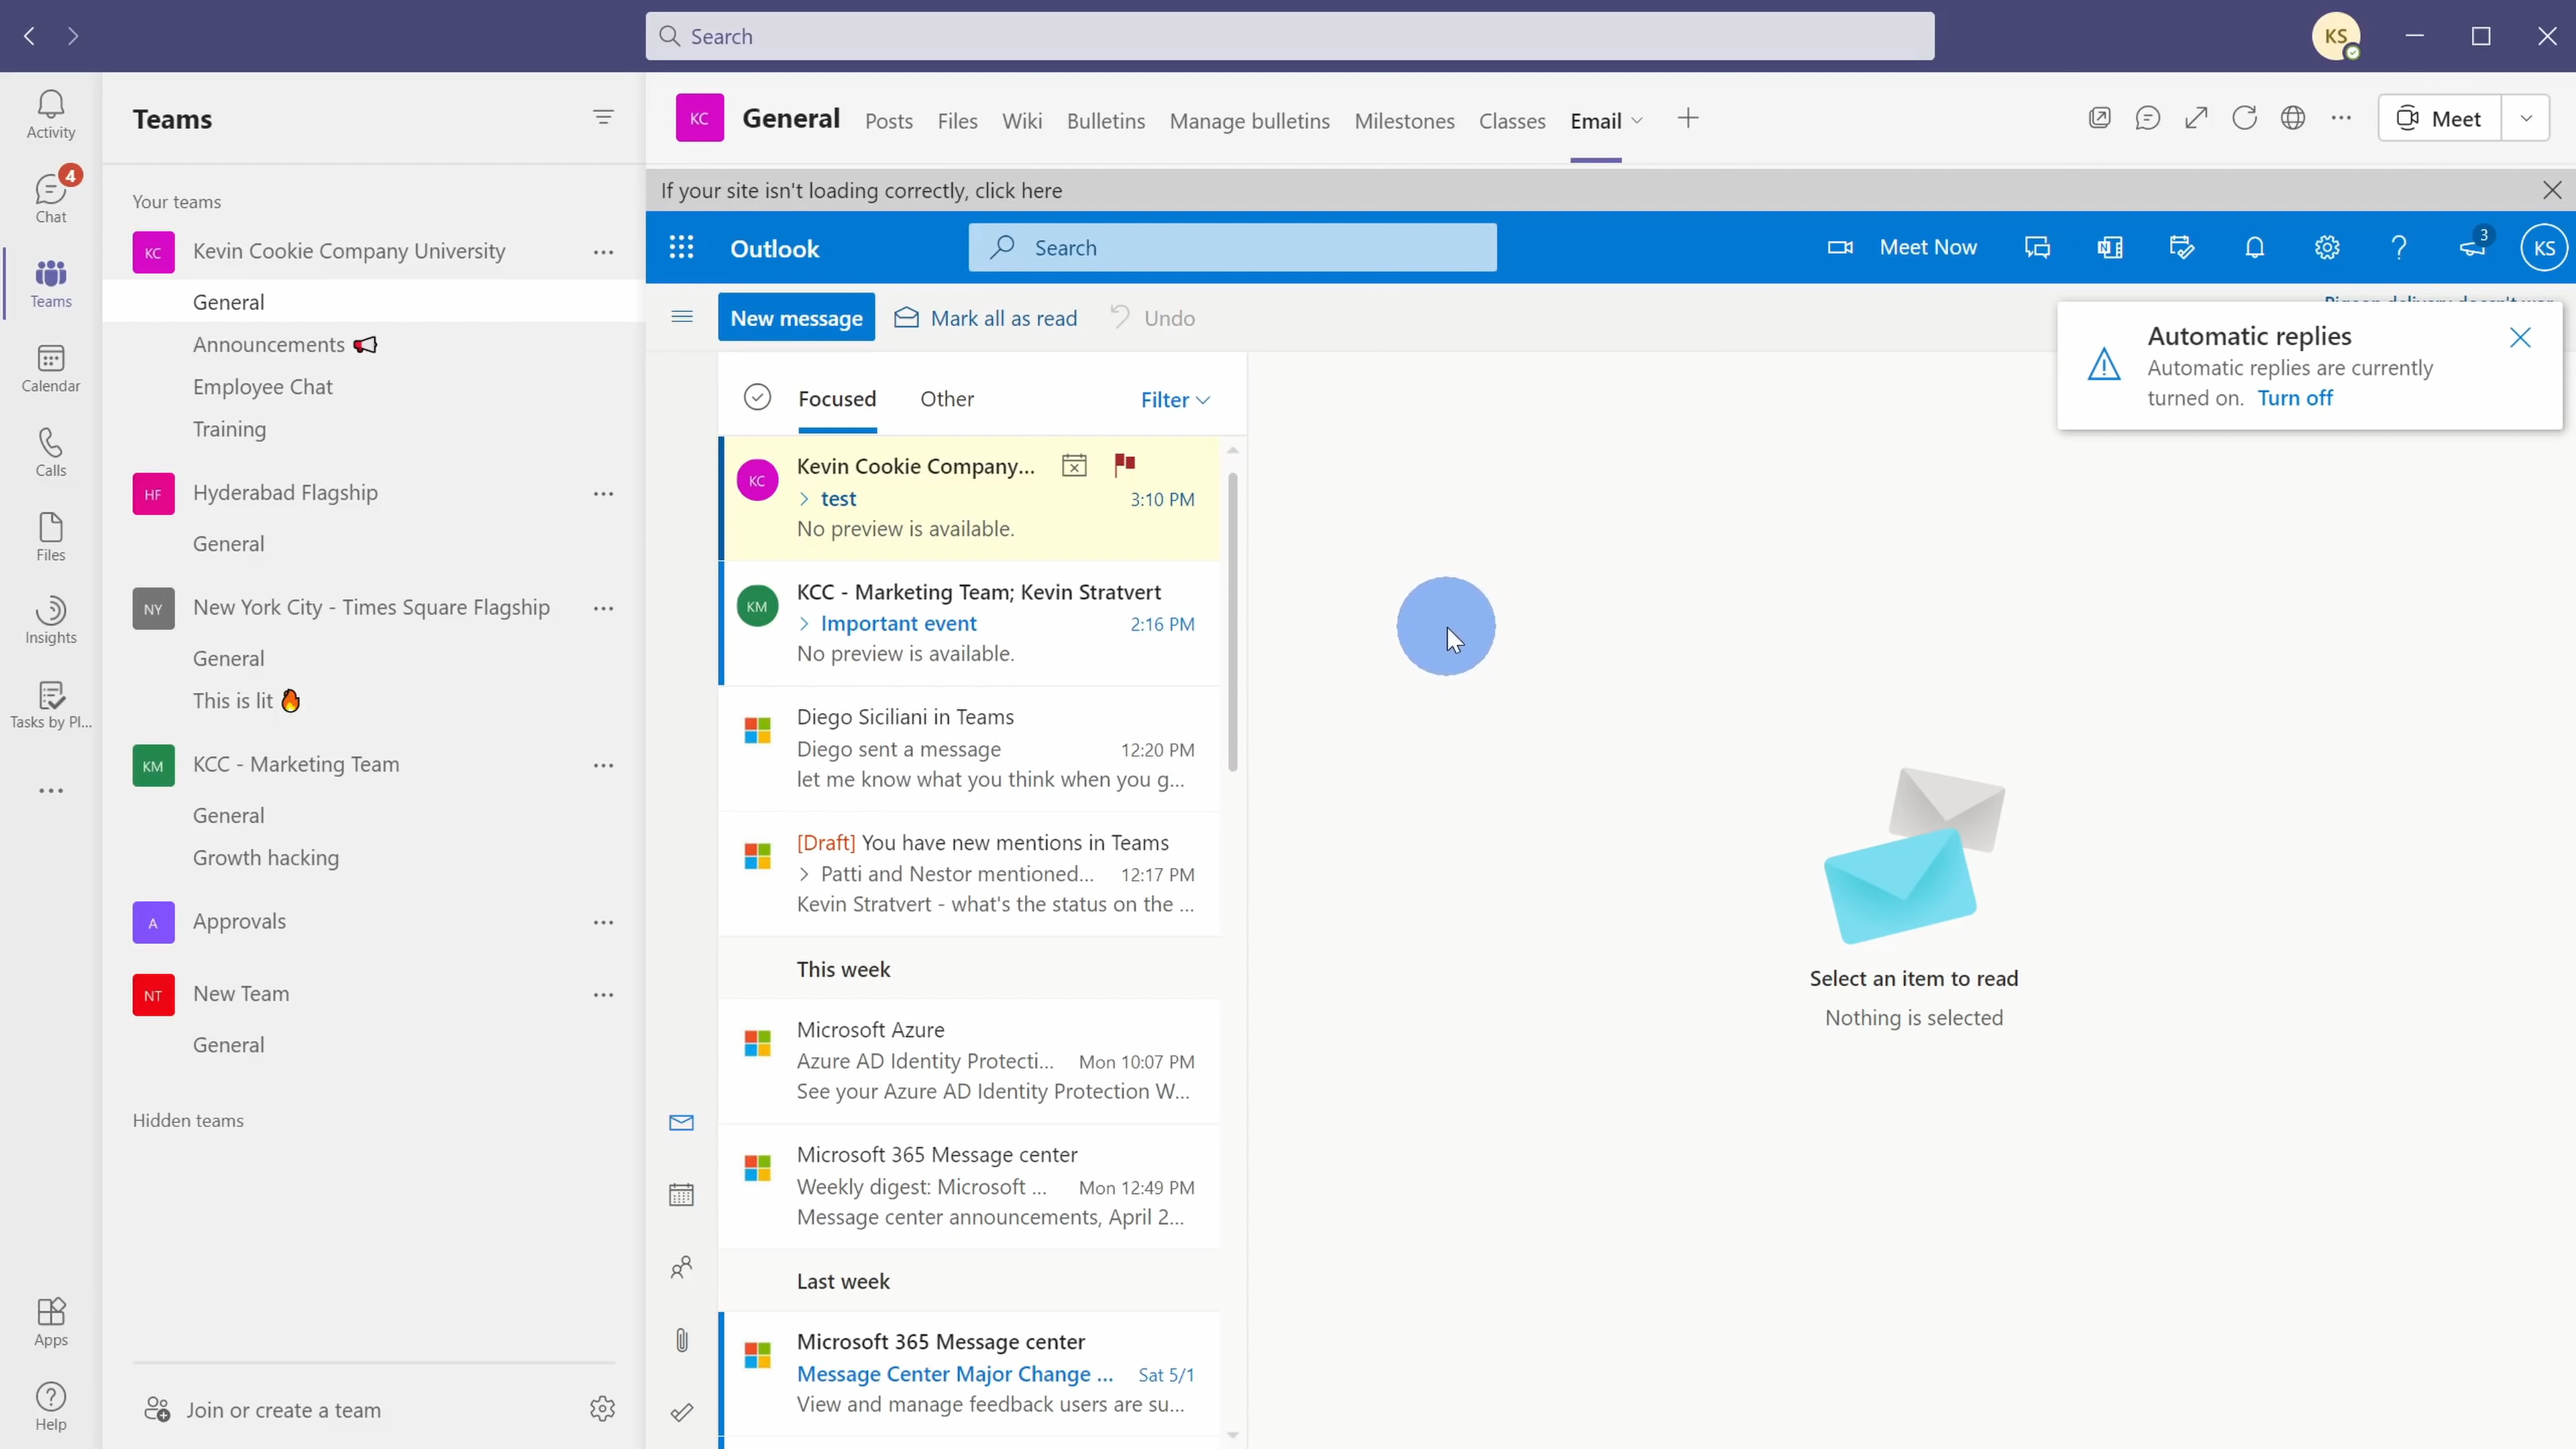 Search
KS
Activity
4
Chat
Teams
Calendar
Calls
Files
Insights
Tasks by Pl...
Apps
Help
Teams
Your teams
KC Kevin Cookie Company University
General
Announcements
Employee Chat
Training
HF Hyderabad Flagship
General
NY New York City - Times Square Flagship
General
This is lit
KM KCC - Marketing Team
General
Growth hacking
A Approvals
NT New Team
General
Hidden teams
Join or create a team
KC General Posts Files Wiki Bulletins Manage bulletins Milestones Classes Email Meet
If your site isn't loading correctly, click here
Outlook Search Meet Now 3 KS
New message Mark all as read Undo
Automatic replies
Automatic replies are currently
turned on. Turn off
Focused Other Filter
KC Kevin Cookie Company...
test 3:10 PM
No preview is available.
KM KCC - Marketing Team; Kevin Stratvert
Important event 2:16 PM
No preview is available.
Diego Siciliani in Teams
Diego sent a message 12:20 PM
let me know what you think when you g...
[Draft] You have new mentions in Teams
Patti and Nestor mentioned... 12:17 PM
Kevin Stratvert - what's the status on the ...
This week
Microsoft Azure
Azure AD Identity Protecti... Mon 10:07 PM
See your Azure AD Identity Protection W...
Microsoft 365 Message center
Weekly digest: Microsoft ... Mon 12:49 PM
Message center announcements, April 2...
Last week
Microsoft 365 Message center
Message Center Major Change ... Sat 5/1
View and manage feedback users are su...
Select an item to read
Nothing is selected